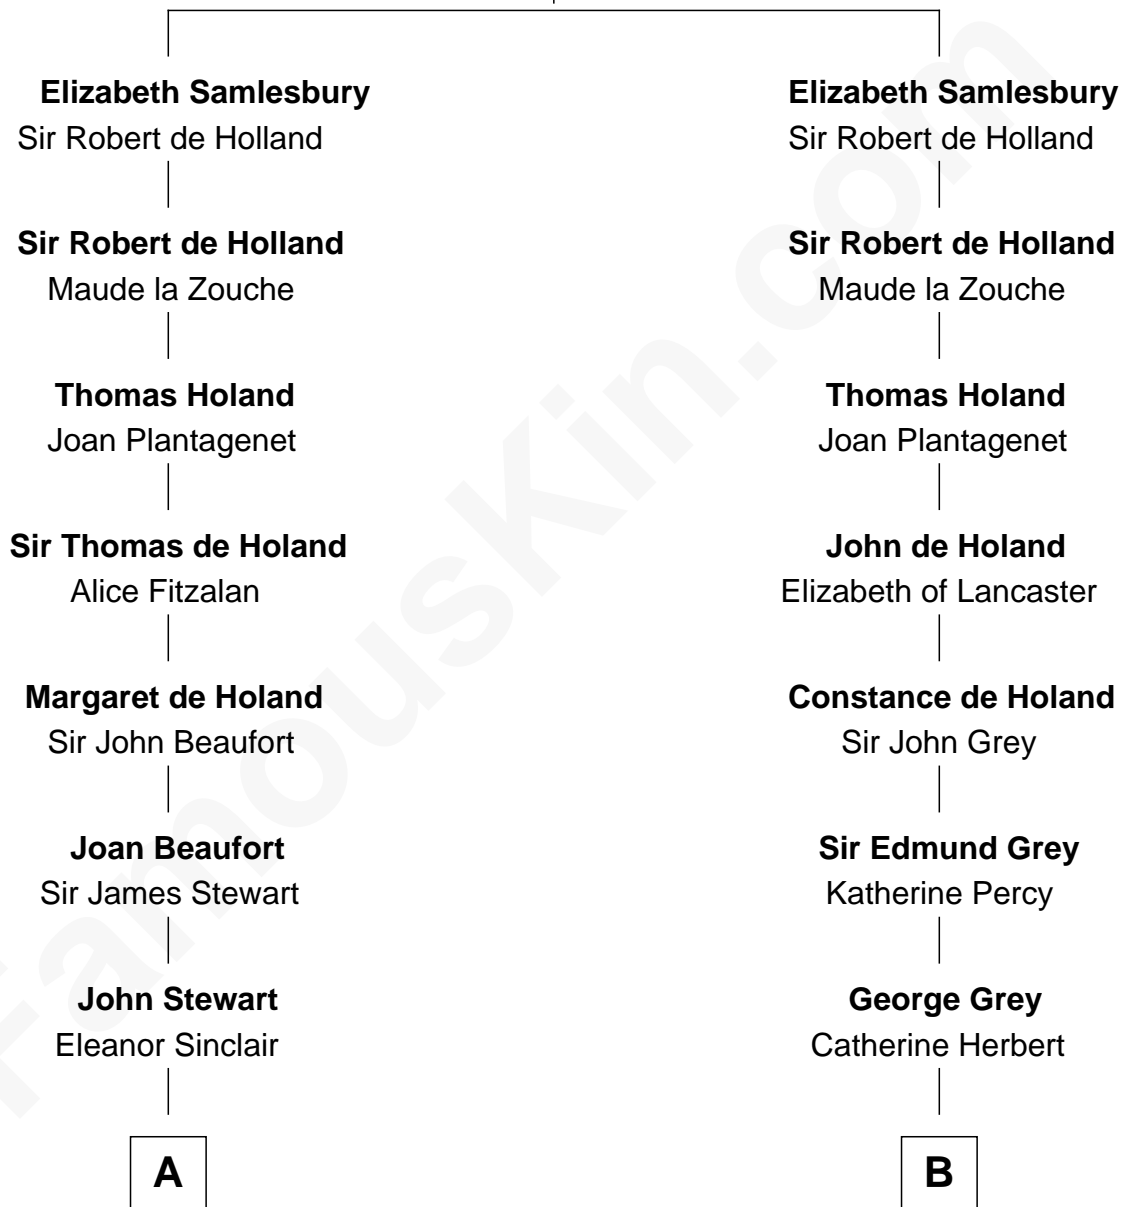 Elizabeth Samlesbury
Sir Robert de Holland
Sir Robert de Holland
Maude la Zouche
Thomas Holand
Joan Plantagenet
Sir Thomas de Holand
Alice Fitzalan
Margaret de Holand
Sir John Beaufort
Joan Beaufort
Sir James Stewart
John Stewart
Eleanor Sinclair
A
Elizabeth Samlesbury
Sir Robert de Holland
Sir Robert de Holland
Maude la Zouche
Thomas Holand
Joan Plantagenet
John de Holand
Elizabeth of Lancaster
Constance de Holand
Sir John Grey
Sir Edmund Grey
Katherine Percy
George Grey
Catherine Herbert
B
FamousKin.com